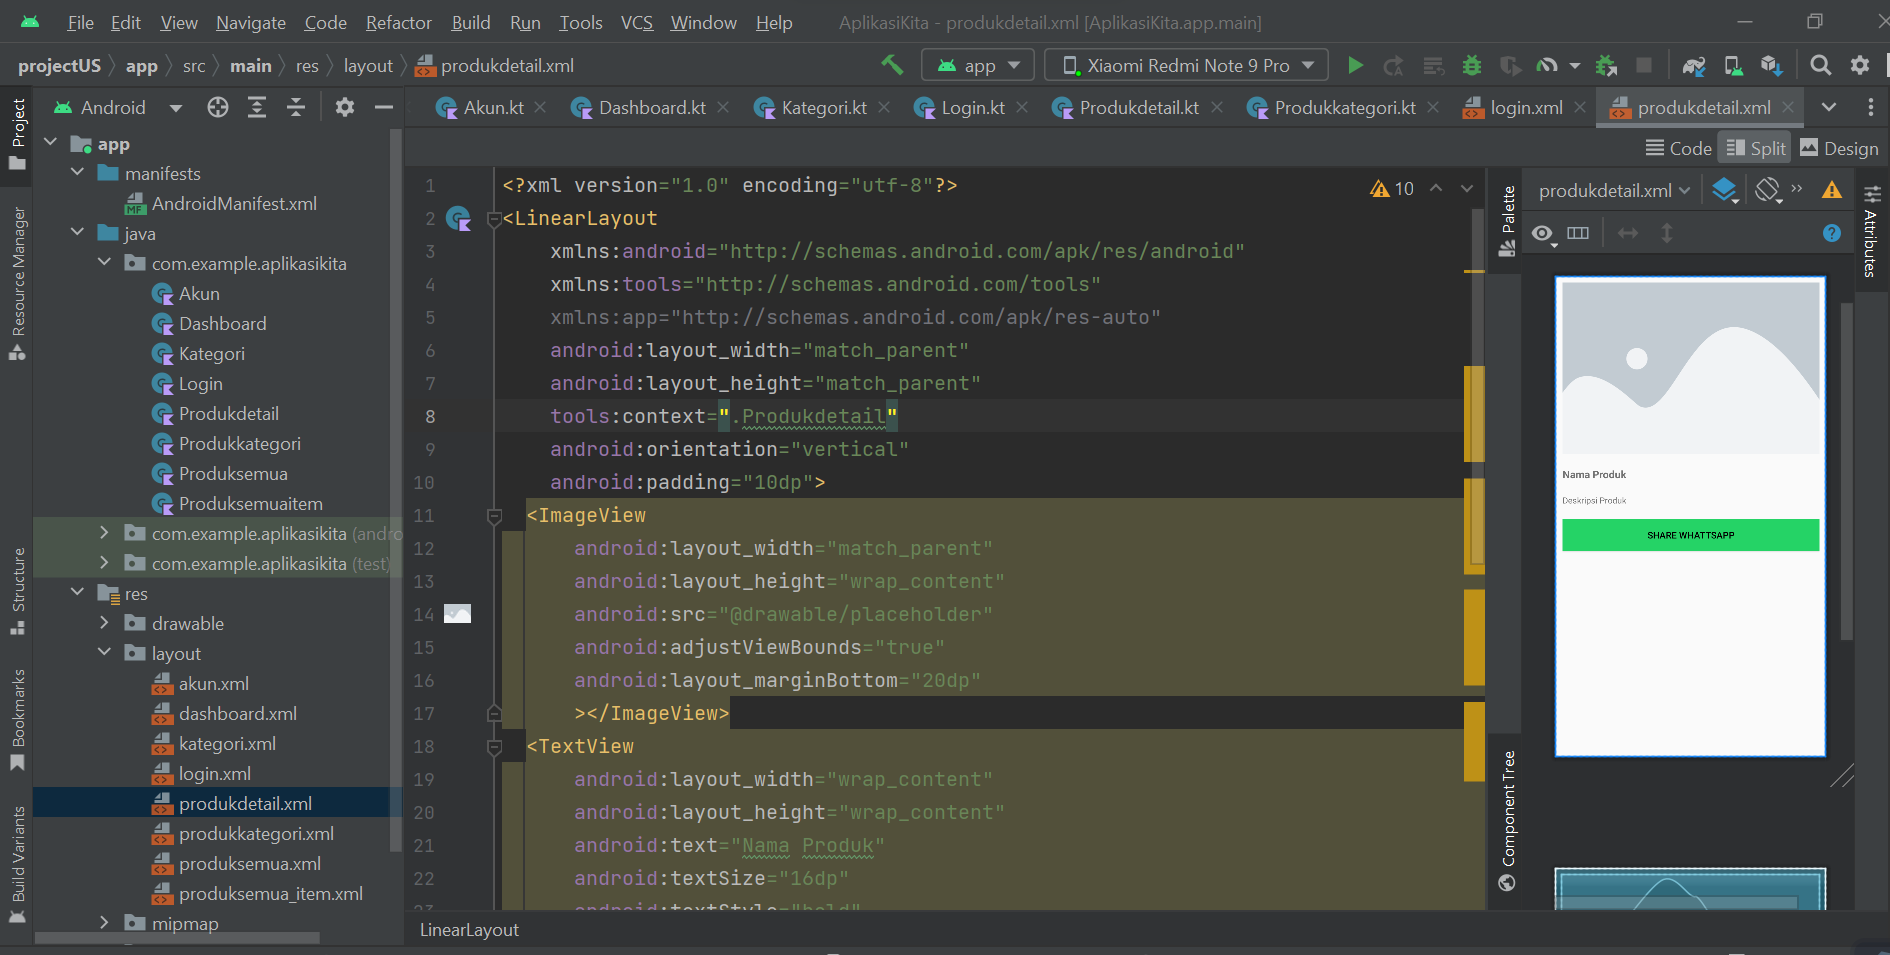 File Edit View Navigate Code Refactor Build Run Tools VCS Window Help AplikasiKita - produkdetail.xml [AplikasiKita.app.main]
projectUS app src main res layout produkdetail.xml app Xiaomi Redmi Note 9 Pro
Android Akun.kt Dashboard.kt Kategori.kt Login.kt Produkdetail.kt Produkkategori.kt login.xml produkdetail.xml
Code Split Design
Project
Resource Manager
Structure
Bookmarks
Build Variants
app
manifests
AndroidManifest.xml
MF
java
com.example.aplikasikita
Akun
Dashboard
Kategori
Login
Produkdetail
Produkkategori
Produksemua
Produksemuaitem
com.example.aplikasikita (andro
com.example.aplikasikita (test)
res
drawable
layout
akun.xml
dashboard.xml
kategori.xml
login.xml
produkdetail.xml
produkkategori.xml
produksemua.xml
produksemua_item.xml
mipmap
1 <?xml version="1.0" encoding="utf-8"?>
2 <LinearLayout
3 xmlns:android="http://schemas.android.com/apk/res/android"
4 xmlns:tools="http://schemas.android.com/tools"
5 xmlns:app="http://schemas.android.com/apk/res-auto"
6 android:layout_width="match_parent"
7 android:layout_height="match_parent"
8 tools:context=".Produkdetail"
9 android:orientation="vertical"
10 android:padding="10dp">
11 <ImageView
12 android:layout_width="match_parent"
13 android:layout_height="wrap_content"
14 android:src="@drawable/placeholder"
15 android:adjustViewBounds="true"
16 android:layout_marginBottom="20dp"
17 ></ImageView>
18 <TextView
19 android:layout_width="wrap_content"
20 android:layout_height="wrap_content"
21 android:text="Nama Produk"
22 android:textSize="16dp"
23 android:textStyle="bold"
10
LinearLayout
Palette
Component Tree
produkdetail.xml
Attributes
Nama Produk
Deskripsi Produk
SHARE WHATTSAPP